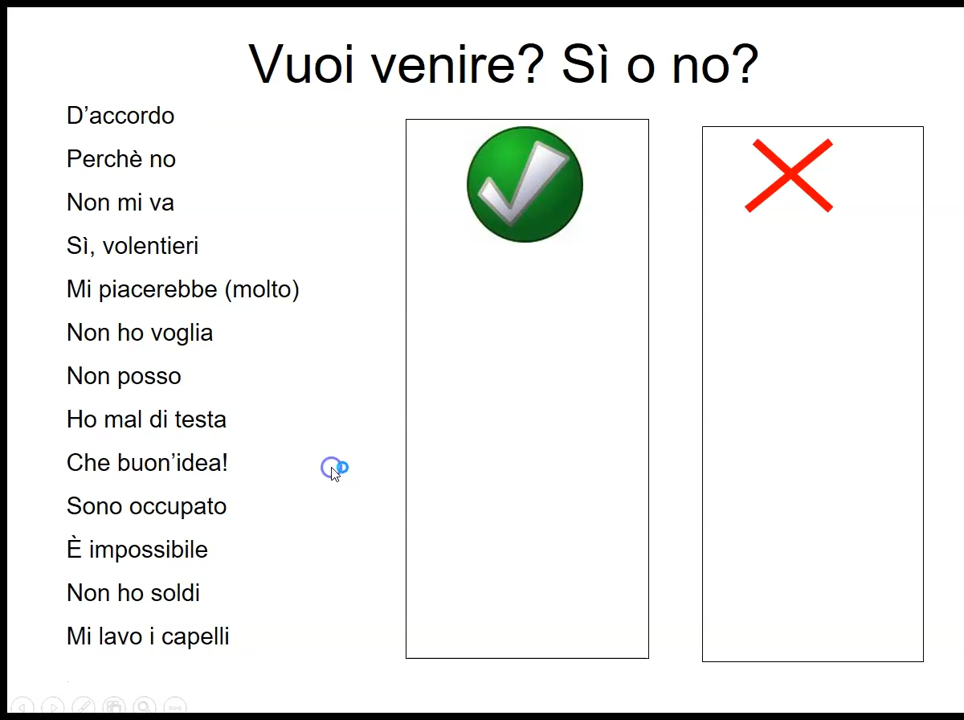 Vuoi venire? Sì o no?
D’accordo
Perchè no
Non mi va
Sì, volentieri
Mi piacerebbe (molto)
Non ho voglia
Non posso
Ho mal di testa
Che buon’idea!
Sono occupato
È impossibile
Non ho soldi
Mi lavo i capelli